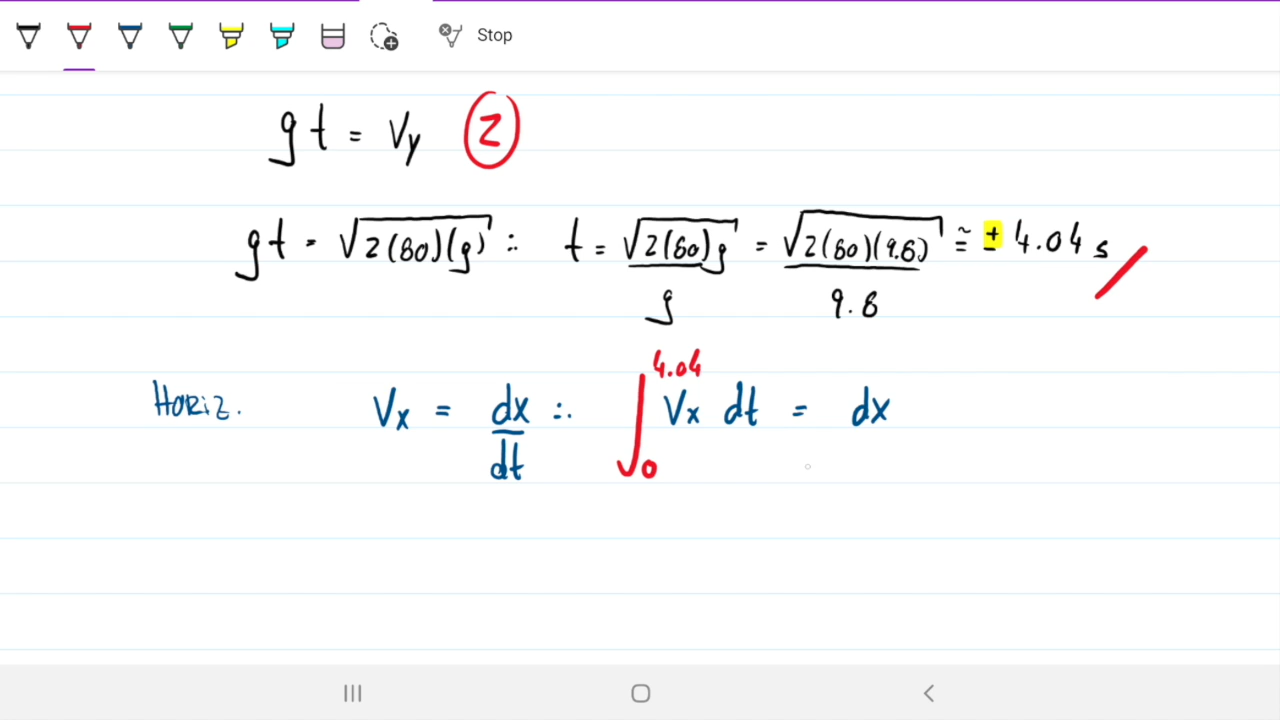 Stop
gt = Vy 2
gt = √2(80)(g) ∴ t = √2(80)g / g = √2(80)(9.8) / 9.8 ≅ ± 4.04 s
HORIZ. Vx = dx/dt ∴ ∫₀^4.04 Vx dt = dx